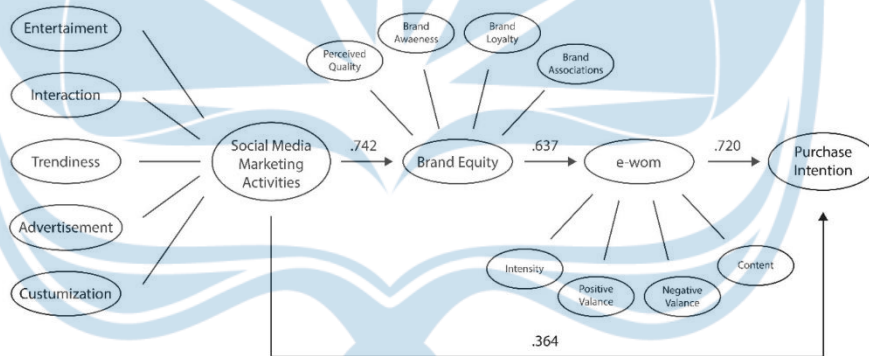 Entertaiment
Interaction
Trendiness
Advertisement
Custumization
Social Media
Marketing
Activities
.742
Perceived
Quality
Brand
Awaeness
Brand
Loyalty
Brand
Associations
Brand Equity
.637
e-wom
.720
Purchase
Intention
Intensity
Positive
Valance
Negative
Valance
Content
.364